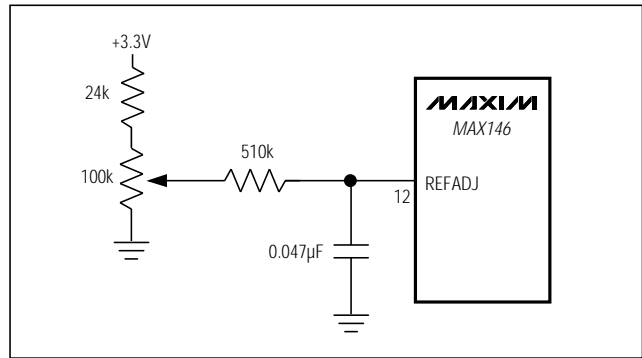 +3.3V
24k
100k
510k
0.047µF
12
MAXIM
MAX146
REFADJ